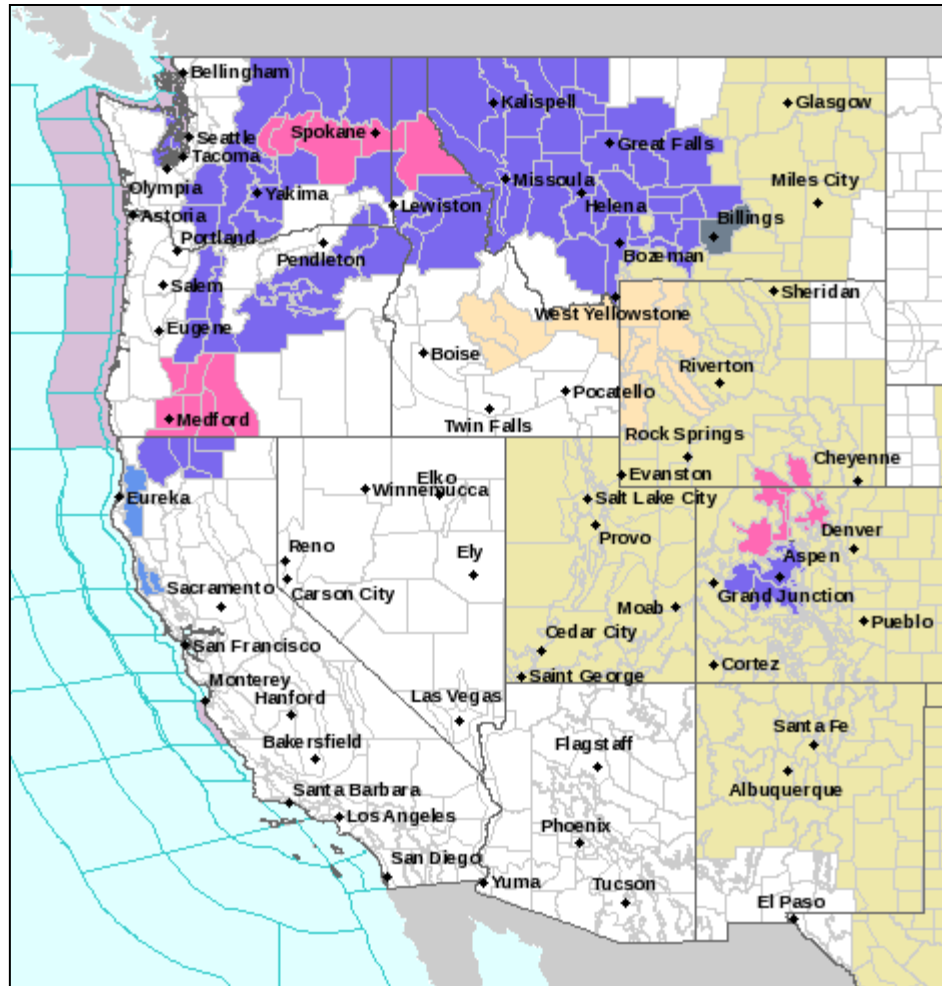 Bellingham
Kalispell
Glasgow
Seattle
Spokane
Great Falls
Tacoma
Olympia
Yakima
Missoula
Miles City
Helena
Lewiston
Astoria
Billings
Portland
Pendleton
Bozeman
Salem
Sheridan
West Yellowstone
Eugene
Boise
Riverton
Pocatello
Medford
Twin Falls
Rock Springs
Cheyenne
Evanston
Elko
Winnemucca
Eureka
Salt Lake City
Provo
Denver
Reno
Ely
Aspen
Sacramento
Carson City
Grand Junction
Moab
Pueblo
Cedar City
San Francisco
Cortez
Saint George
Monterey
Hanford
Las Vegas
Santa Fe
Bakersfield
Flagstaff
Albuquerque
Santa Barbara
Los Angeles
Phoenix
San Diego
Yuma
Tucson
El Paso